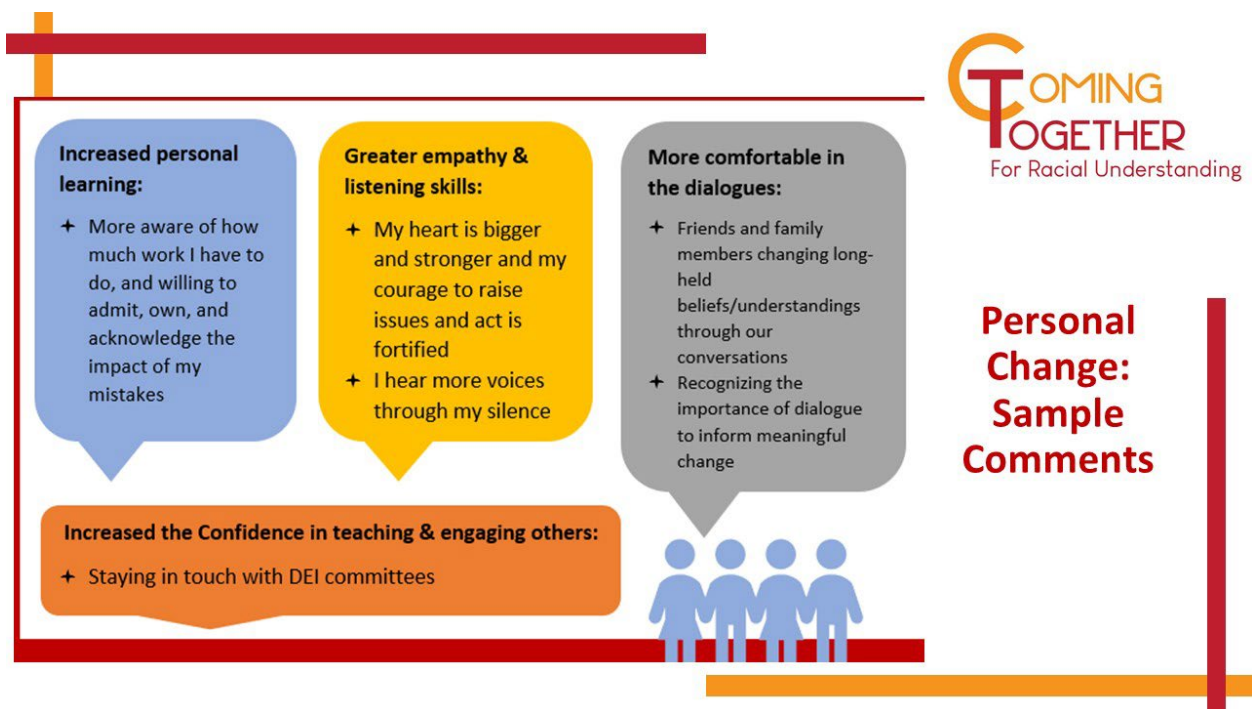 Increased personal
learning:
More aware of how
much work I have to
do, and willing to
admit, own, and
acknowledge the
impact of my
mistakes
Greater empathy &
listening skills:
My heart is bigger
and stronger and my
courage to raise
issues and act is
fortified
I hear more voices
through my silence
More comfortable in
the dialogues:
Friends and family
members changing long-
held
beliefs/understandings
through our
conversations
Recognizing the
importance of dialogue
to inform meaningful
change
Increased the Confidence in teaching & engaging others:
Staying in touch with DEI committees
COMING
TOGETHER
For Racial Understanding
Personal
Change:
Sample
Comments